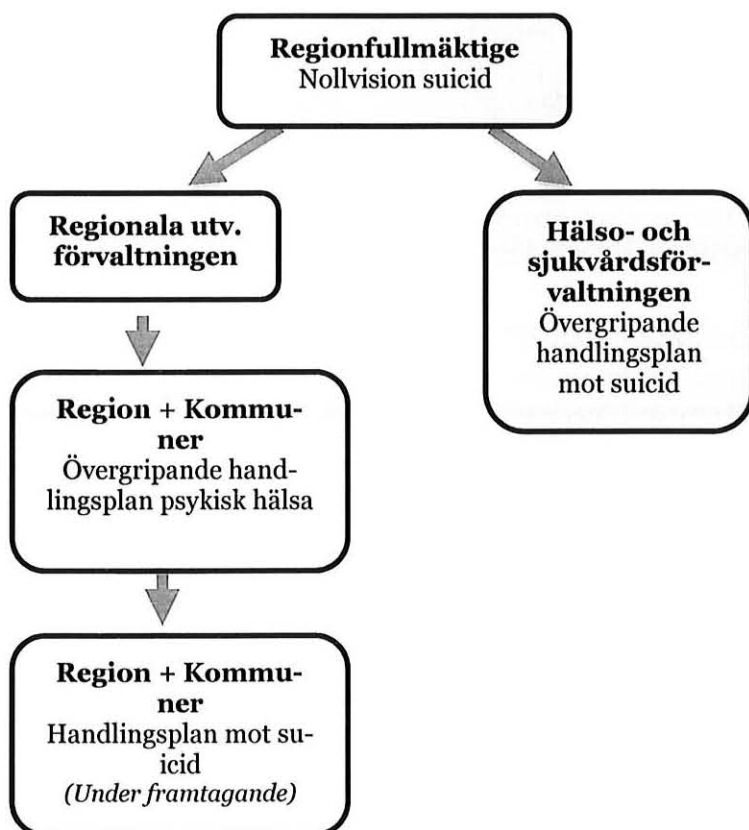 Regionfullmäktige
Nollvision suicid
Regionala utv.
förvaltningen
Hälso- och
sjukvårdsför-
valtningen
Övergripande
handlingsplan
mot suicid
Region + Kommu-
ner
Övergripande hand-
lingsplan psykisk hälsa
Region + Kommu-
ner
Handlingsplan mot su-
icid
(Under framtagande)